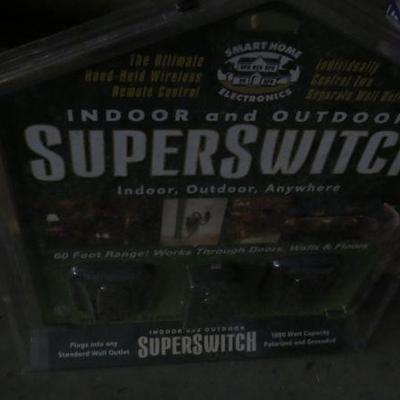 The Ultimate
Hand-Held Wireless
Remote Control
SMART HOME
ELECTRONICS
Individually
Control Two
Separate Wall
INDOOR and OUTDOOR
SUPERSWITCH
Indoor, Outdoor, Anywhere
60 Foot Range! Works Through Doors, Walls & Floors
Plugs into any
Standard Wall Outlet
INDOOR and OUTDOOR
SUPERSWITCH
1000 Watt Capacity
Polarized and Grounded